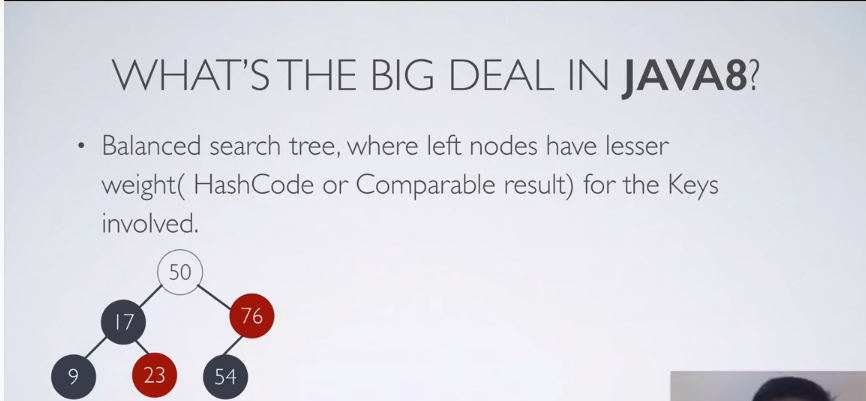 WHAT'S THE BIG DEAL IN JAVA8?
• Balanced search tree, where left nodes have lesser
weight( HashCode or Comparable result) for the Keys
involved.
50
17
76
9
23
54